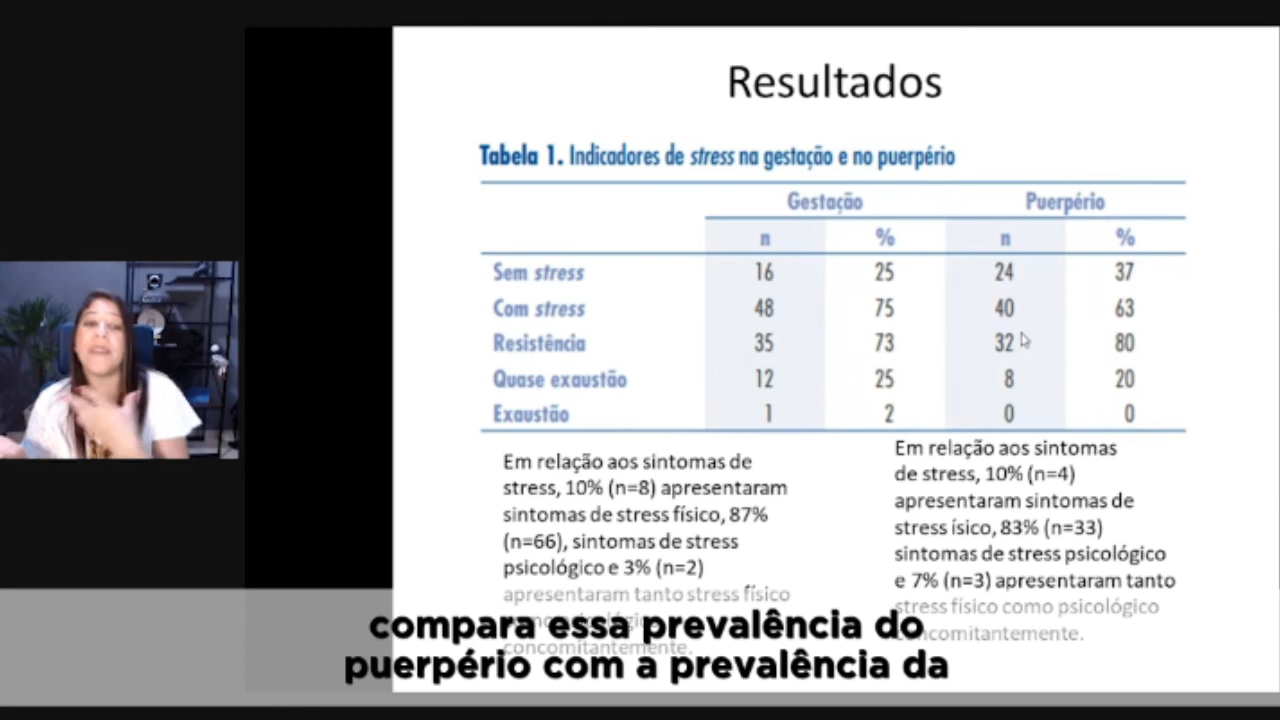 Resultados
Tabela 1. Indicadores de stress na gestação e no puerpério
Gestação Puerpério
n % n %
Sem stress 16 25 24 37
Com stress 48 75 40 63
Resistência 35 73 32 80
Quase exaustão 12 25 8 20
Exaustão 1 2 0 0
Em relação aos sintomas de
stress, 10% (n=8) apresentaram
sintomas de stress físico, 87%
(n=66), sintomas de stress
psicológico e 3% (n=2)
apresentaram tanto stress físico
concomitantemente.
Em relação aos sintomas
de stress, 10% (n=4)
apresentaram sintomas de
stress ísico, 83% (n=33)
sintomas de stress psicológico
e 7% (n=3) apresentaram tanto
stress físico como psicológico
concomitantemente.
compara essa prevalência do
puerpério com a prevalência da